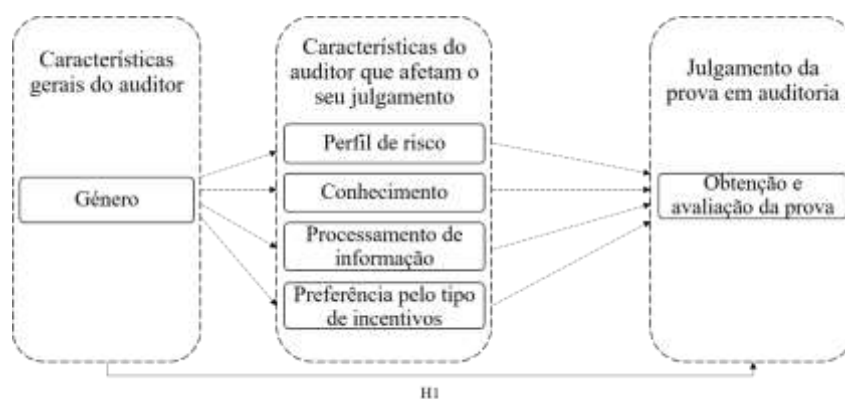 Características
gerais do auditor
Género
Características do
auditor que afetam o
seu julgamento
Perfil de risco
Conhecimento
Processamento de
informação
Preferência pelo tipo
de incentivos
Julgamento da
prova em auditoria
Obtenção e
avaliação da prova
H1